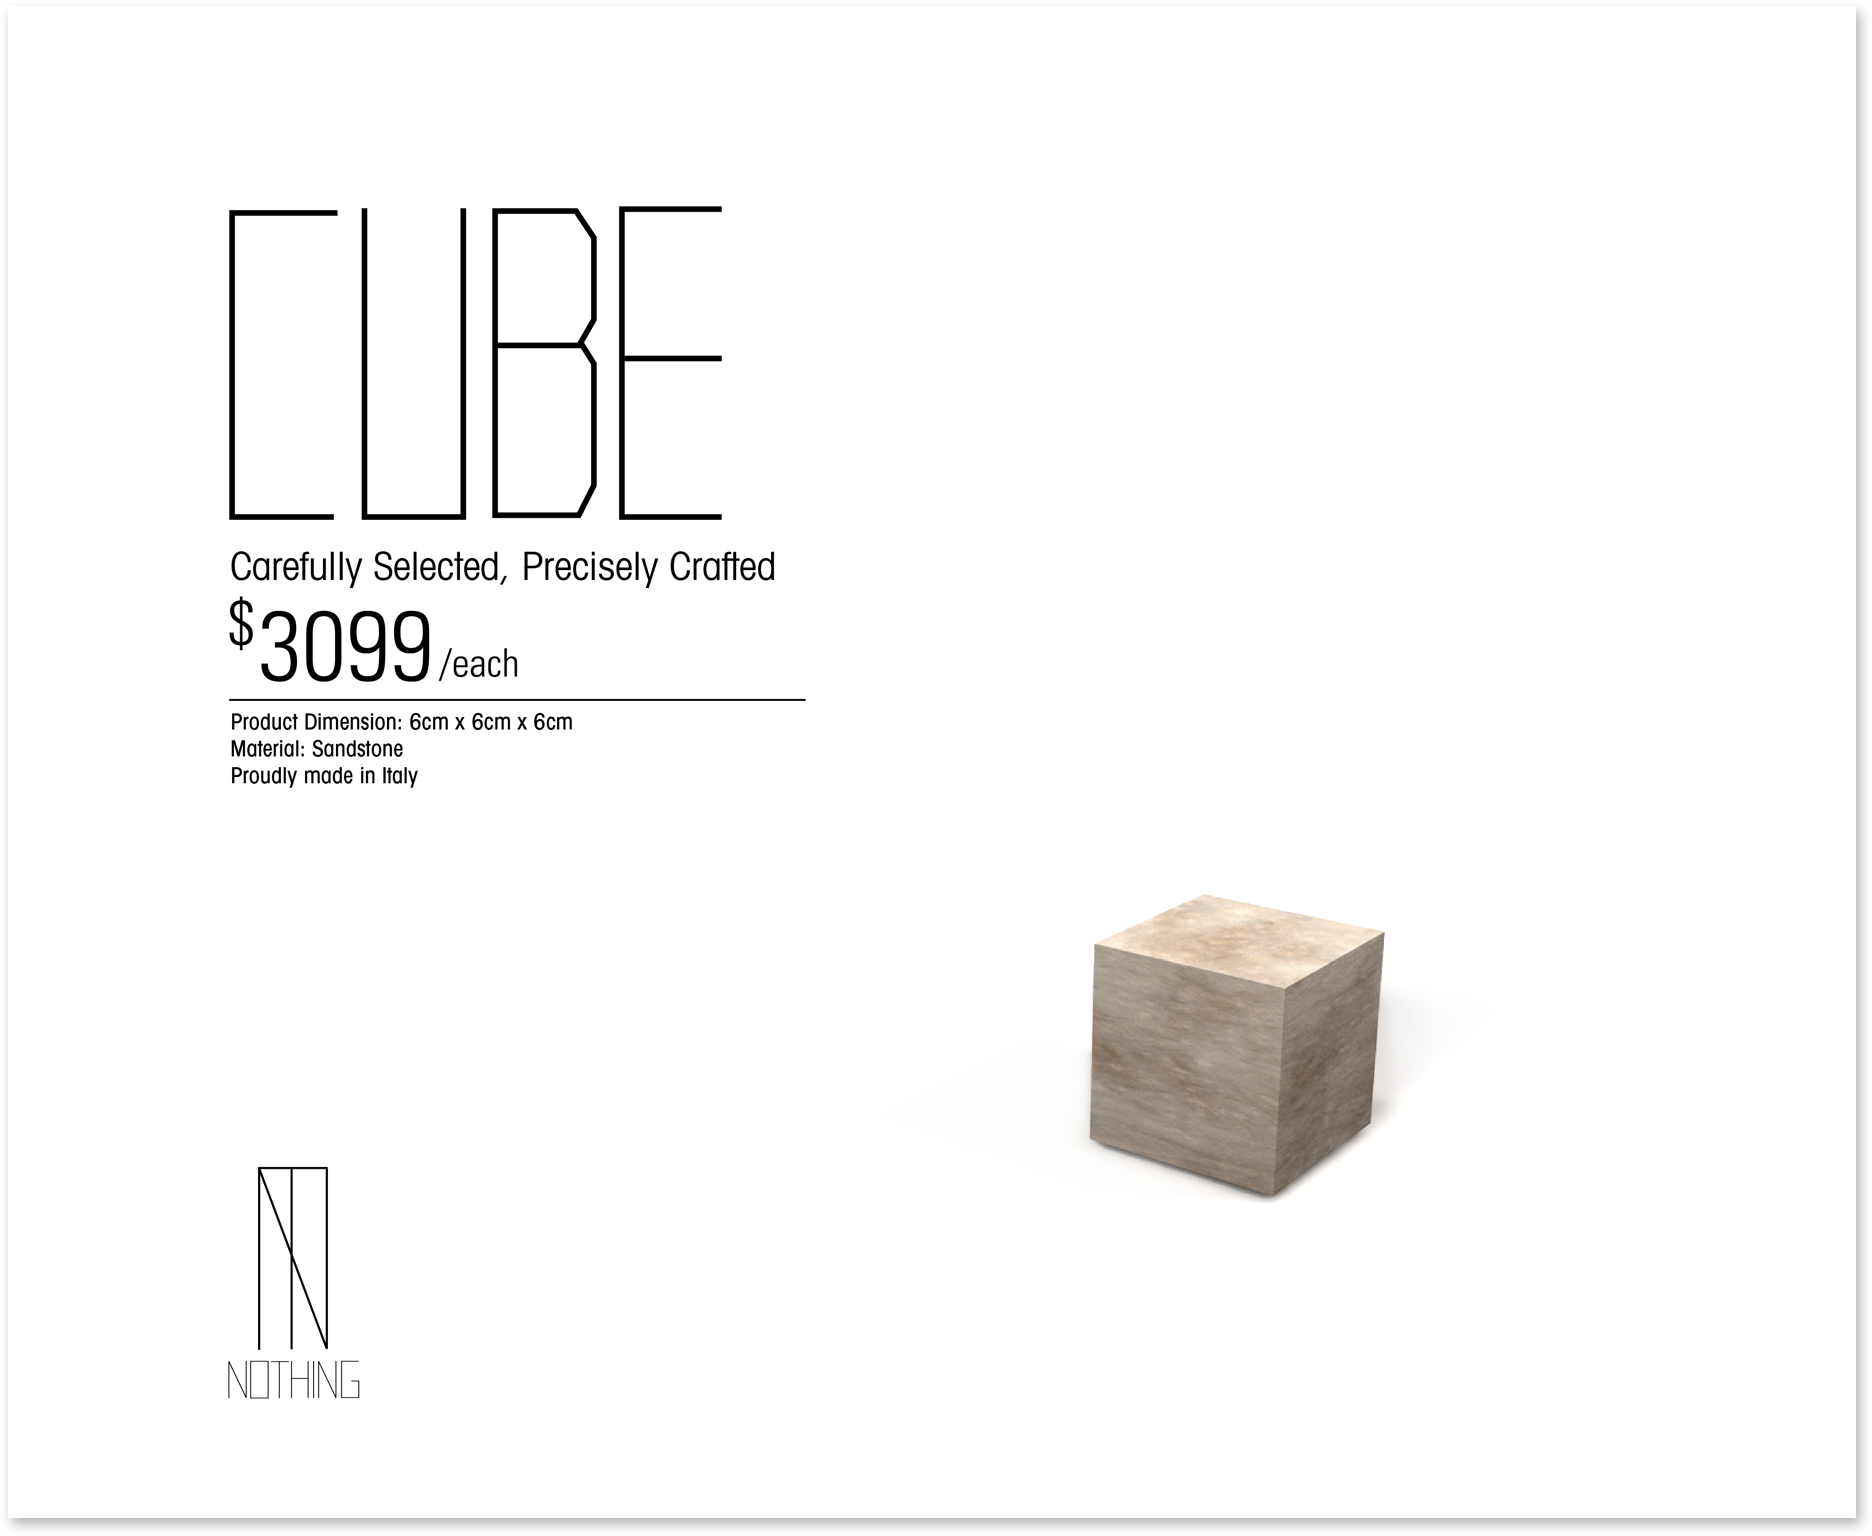 CUBE
Carefully Selected, Precisely Crafted
$3099/each
Product Dimension: 6cm x 6cm x 6cm
Material: Sandstone
Proudly made in Italy
N
NOTHING